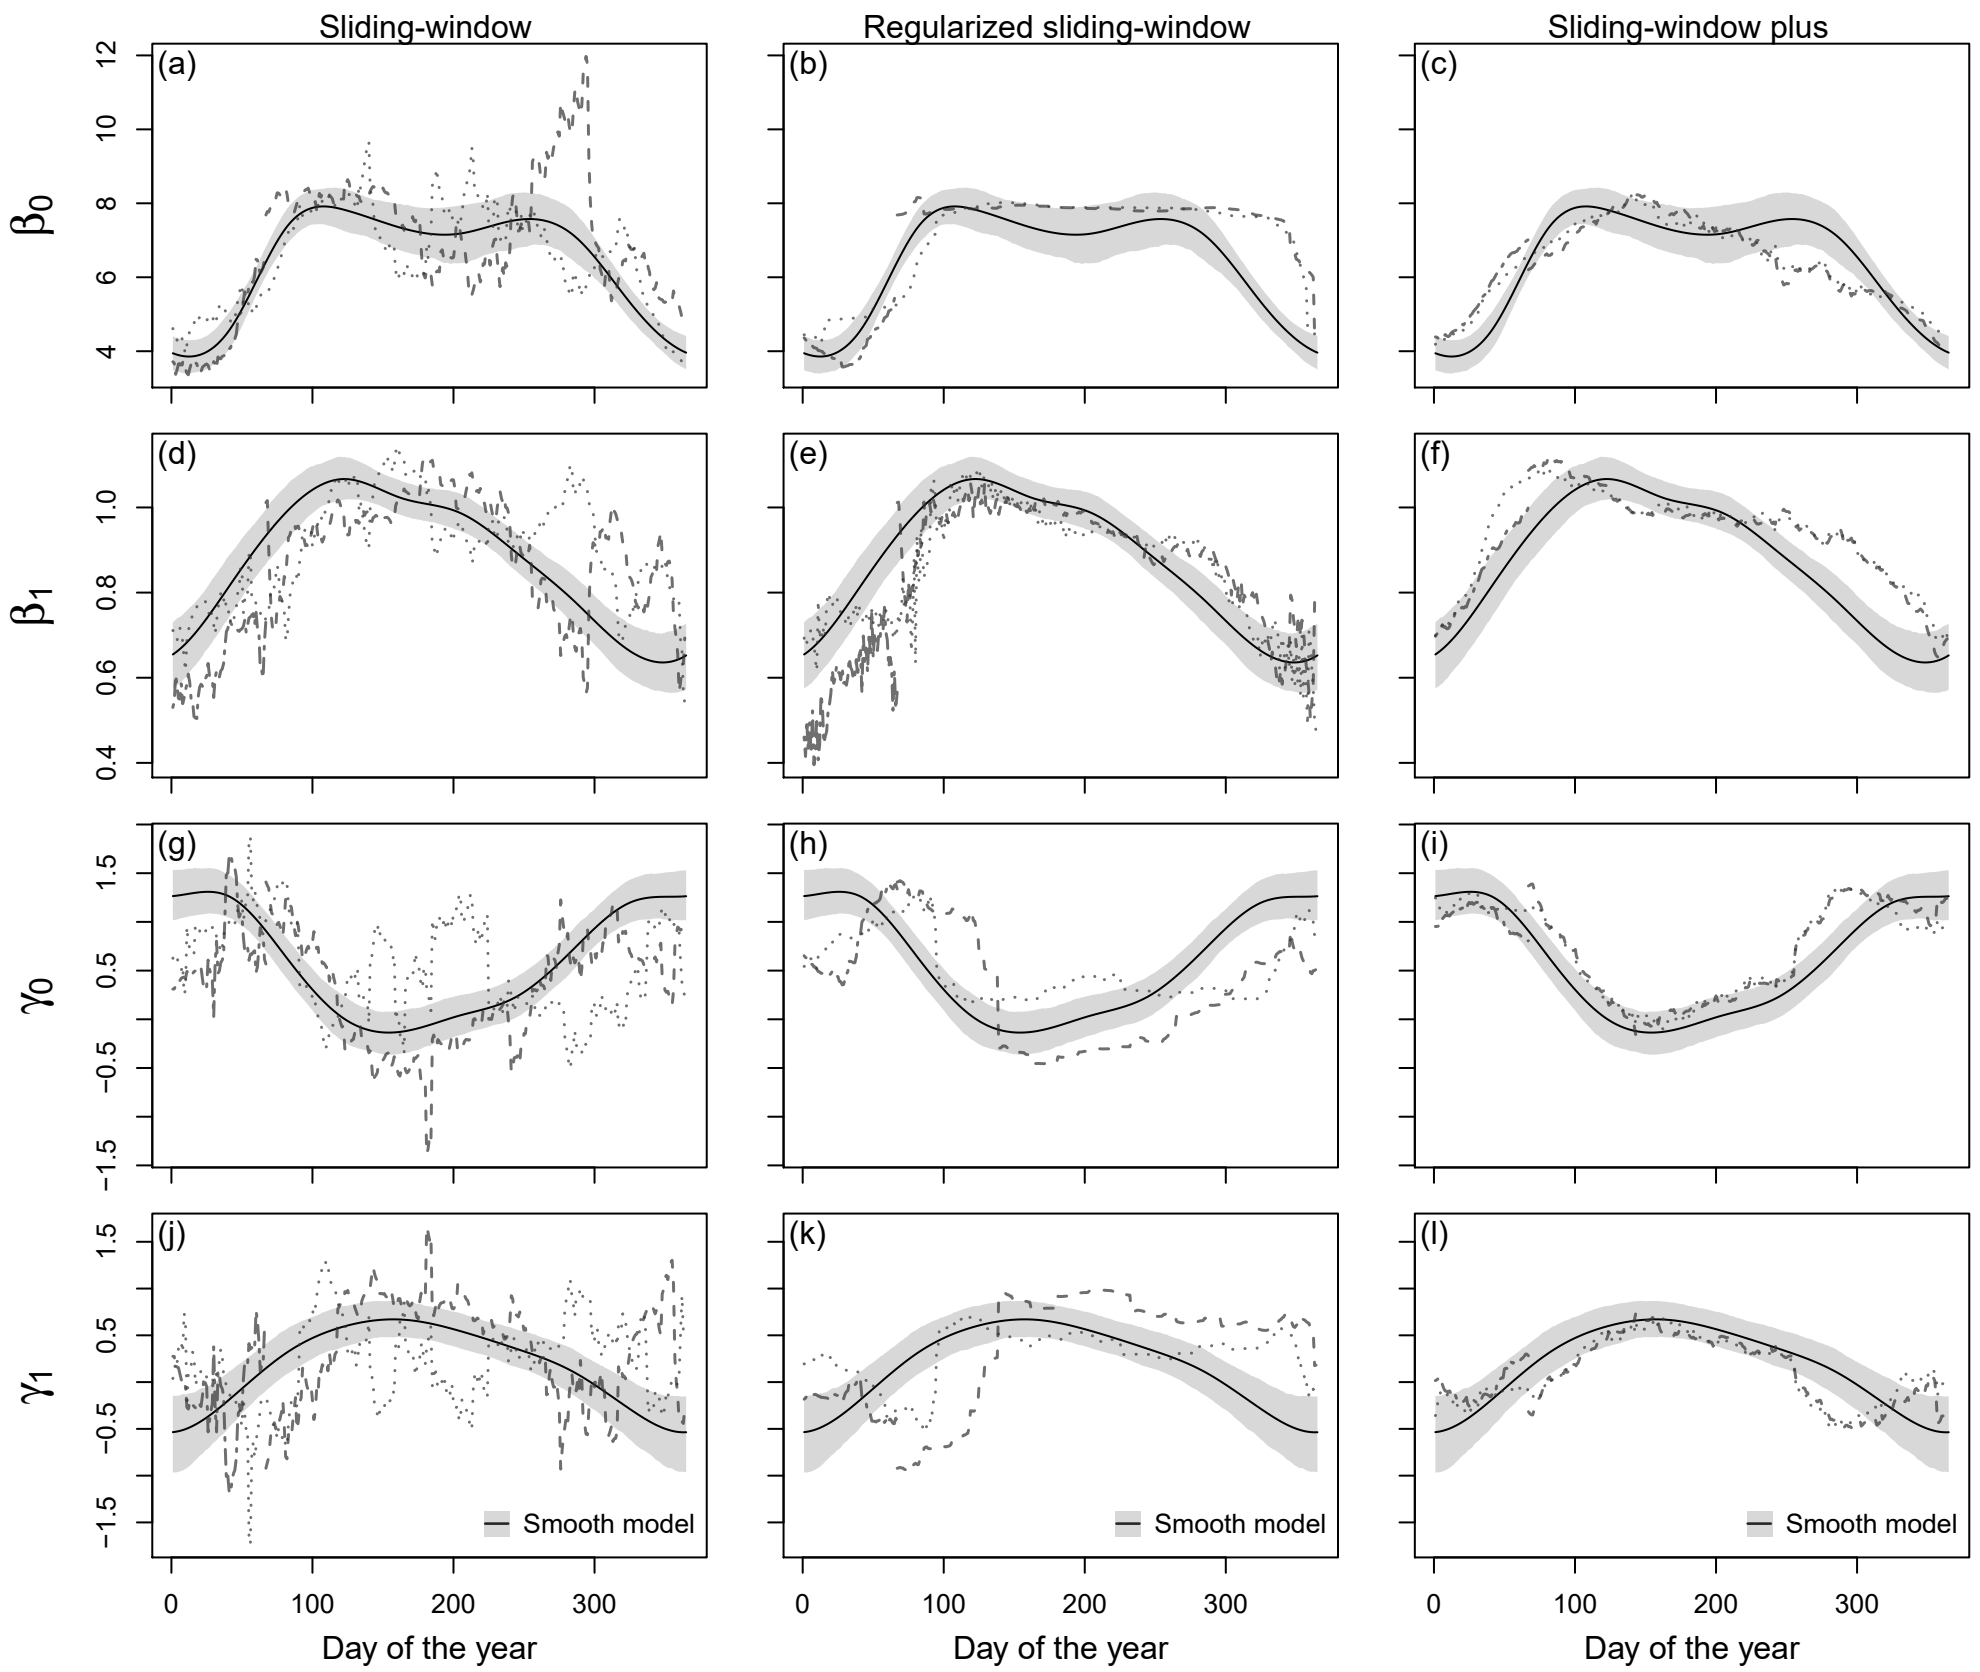 Sliding-window Regularized sliding-window Sliding-window plus
(a) (b) (c)
β0
4 6 8 10 12
(d) (e) (f)
β1
0.4 0.6 0.8 1.0
(g) (h) (i)
γ0
−1.5 −0.5 0.5 1.5
(j) (k) (l)
γ1
−1.5 −0.5 0.5 1.5
Smooth model Smooth model Smooth model
0 100 200 300 0 100 200 300 0 100 200 300
Day of the year Day of the year Day of the year